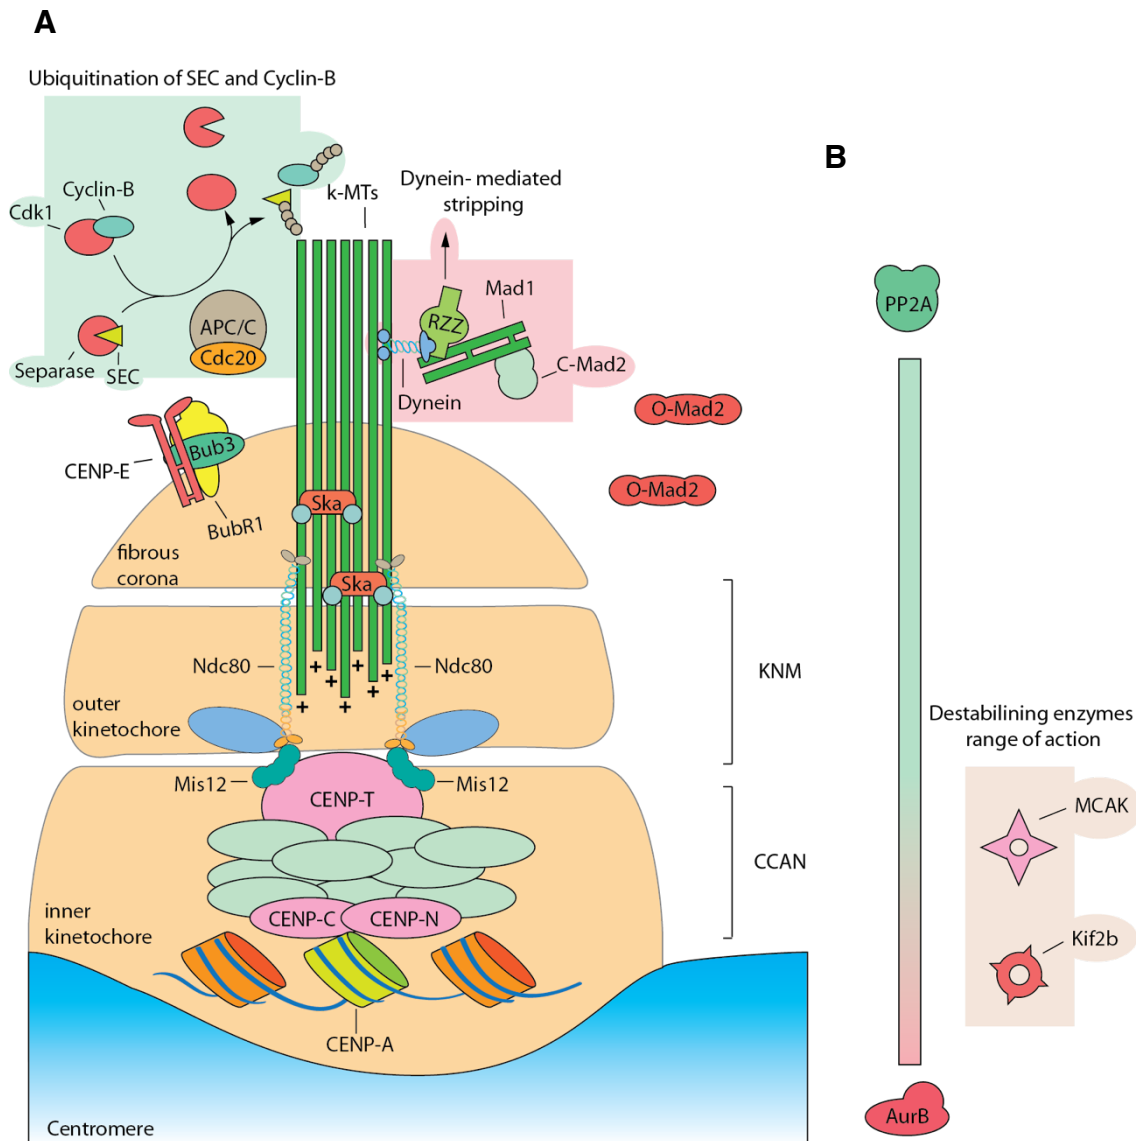 A
Ubiquitination of SEC and Cyclin-B
Cyclin-B
Cdk1
k-MTs
Dynein- mediated
stripping
Mad1
RZZ
APC/C
Cdc20
Separase
SEC
C-Mad2
Dynein
O-Mad2
O-Mad2
CENP-E
Bub3
BubR1
Ska
fibrous
corona
Ska
Ndc80
Ndc80
KNM
+
+
+
+
+
+
+
outer
kinetochore
Mis12
Mis12
CENP-T
CCAN
inner
kinetochore
CENP-C
CENP-N
CENP-A
Centromere
B
PP2A
Destabilining enzymes
range of action
MCAK
Kif2b
AurB